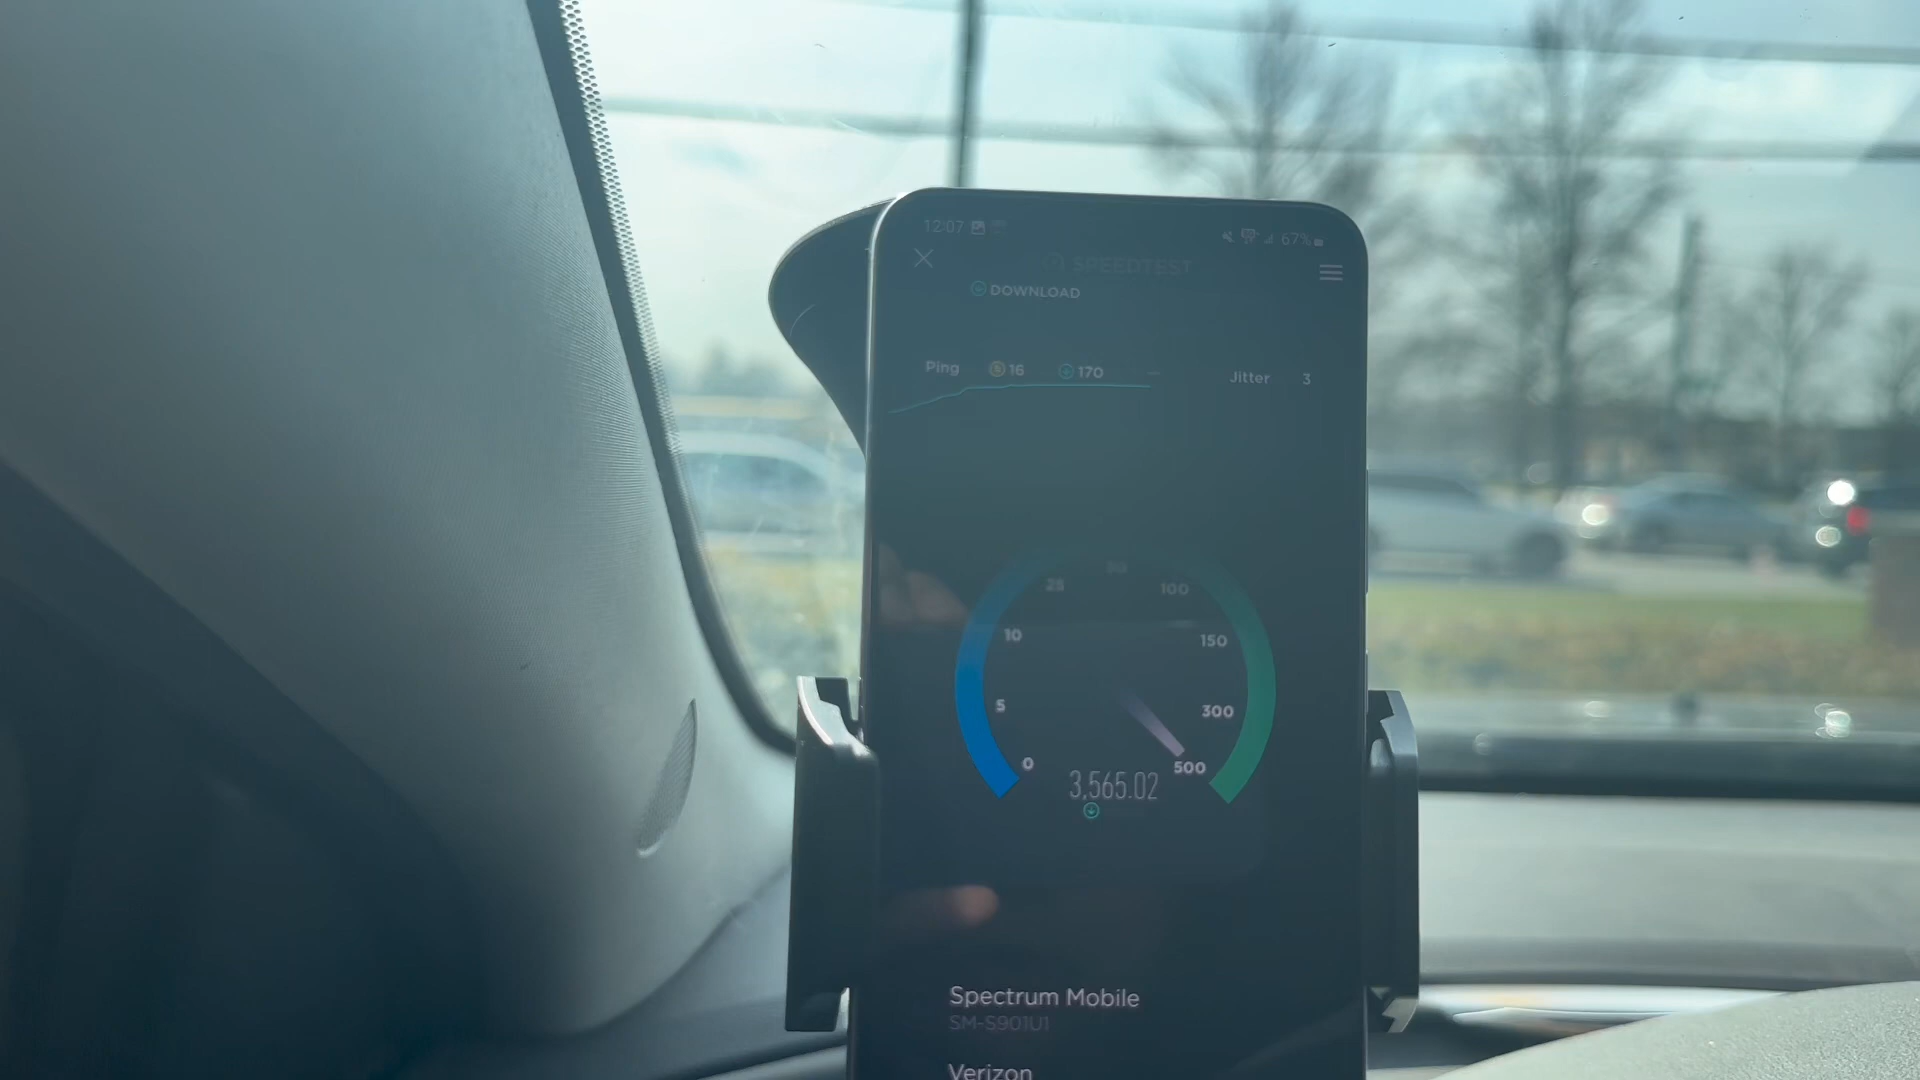 12:07 67%
SPEEDTEST
DOWNLOAD
Ping 16 170 Jitter 3
0
5
10
25
50
100
150
300
500
3,565.02
Spectrum Mobile
SM-S901U1
Verizon